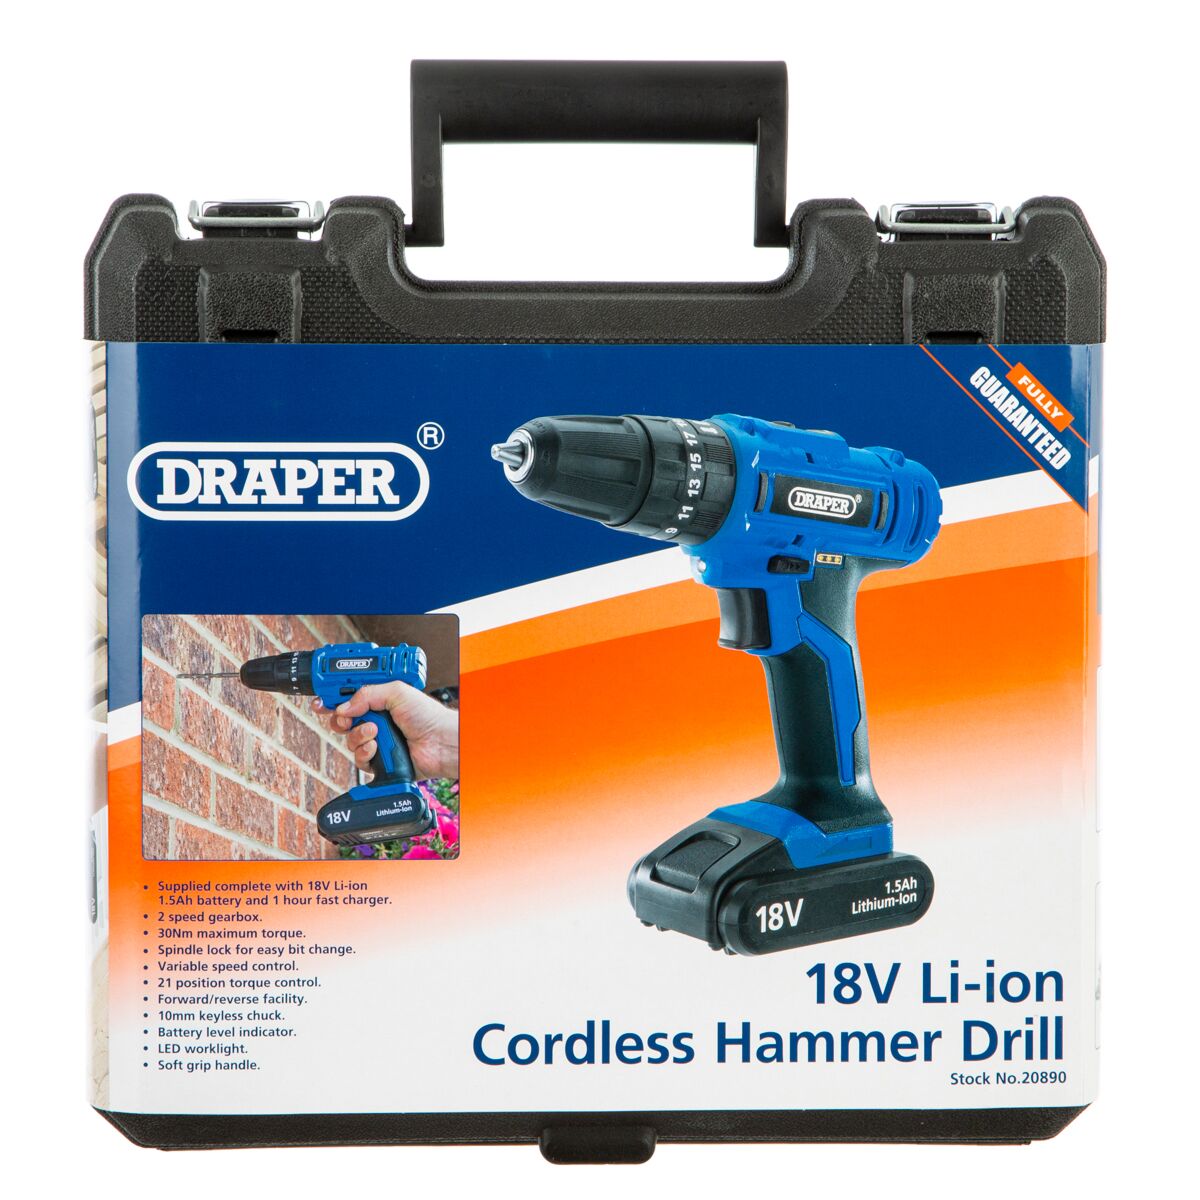 FULLY
GUARANTEED
DRAPER®
17
15
13
11
9
DRAPER®
DRAPER
1.5Ah
Lithium-Ion
18V
1.5Ah
Lithium-Ion
18V
• Supplied complete with 18V Li-ion
1.5Ah battery and 1 hour fast charger.
• 2 speed gearbox.
• 30Nm maximum torque.
• Spindle lock for easy bit change.
• Variable speed control.
• 21 position torque control.
• Forward/reverse facility.
• 10mm keyless chuck.
• Battery level indicator.
• LED worklight.
• Soft grip handle.
18V Li-ion
Cordless Hammer Drill
Stock No.20890